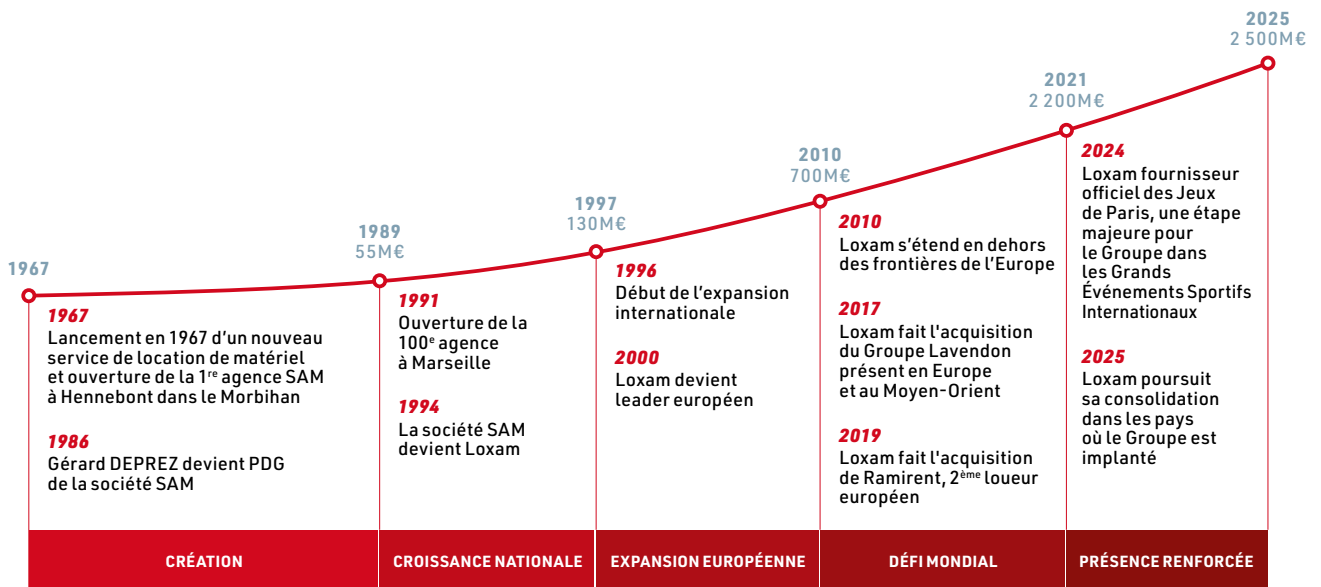 1967
1989
55M€
1997
130M€
2010
700M€
2021
2 200M€
2025
2 500M€
1967
Lancement en 1967 d’un nouveau
service de location de matériel
et ouverture de la 1re agence SAM
à Hennebont dans le Morbihan
1986
Gérard DEPREZ devient PDG
de la société SAM
1991
Ouverture de la
100e agence
à Marseille
1994
La société SAM
devient Loxam
1996
Début de l’expansion
internationale
2000
Loxam devient
leader européen
2010
Loxam s’étend en dehors
des frontières de l’Europe
2017
Loxam fait l'acquisition
du Groupe Lavendon
présent en Europe
et au Moyen-Orient
2019
Loxam fait l'acquisition
de Ramirent, 2ème loueur
européen
2024
Loxam fournisseur
officiel des Jeux
de Paris, une étape
majeure pour
le Groupe dans
les Grands
Événements Sportifs
Internationaux
2025
Loxam poursuit
sa consolidation
dans les pays
où le Groupe est
implanté
CRÉATION
CROISSANCE NATIONALE
EXPANSION EUROPÉENNE
DÉFI MONDIAL
PRÉSENCE RENFORCÉE